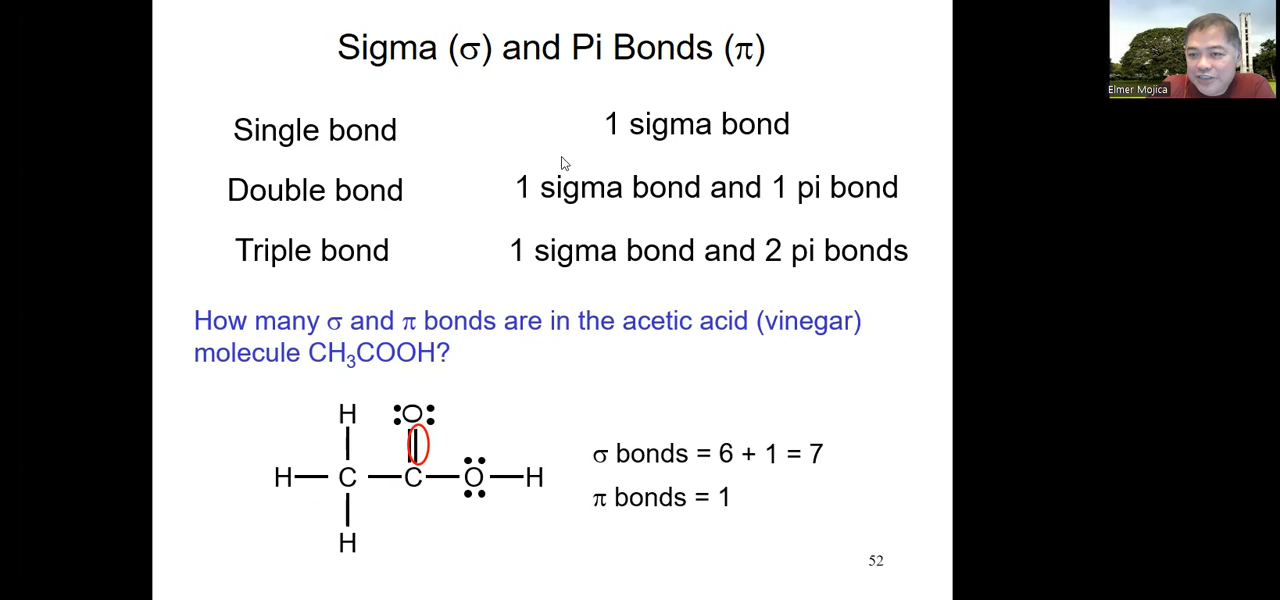 Sigma (σ) and Pi Bonds (π)
Elmer Mojica
Single bond 1 sigma bond
Double bond 1 sigma bond and 1 pi bond
Triple bond 1 sigma bond and 2 pi bonds
How many σ and π bonds are in the acetic acid (vinegar)
molecule CH₃COOH?
H :O:
H — C — C — O — H
H
σ bonds = 6 + 1 = 7
π bonds = 1
52